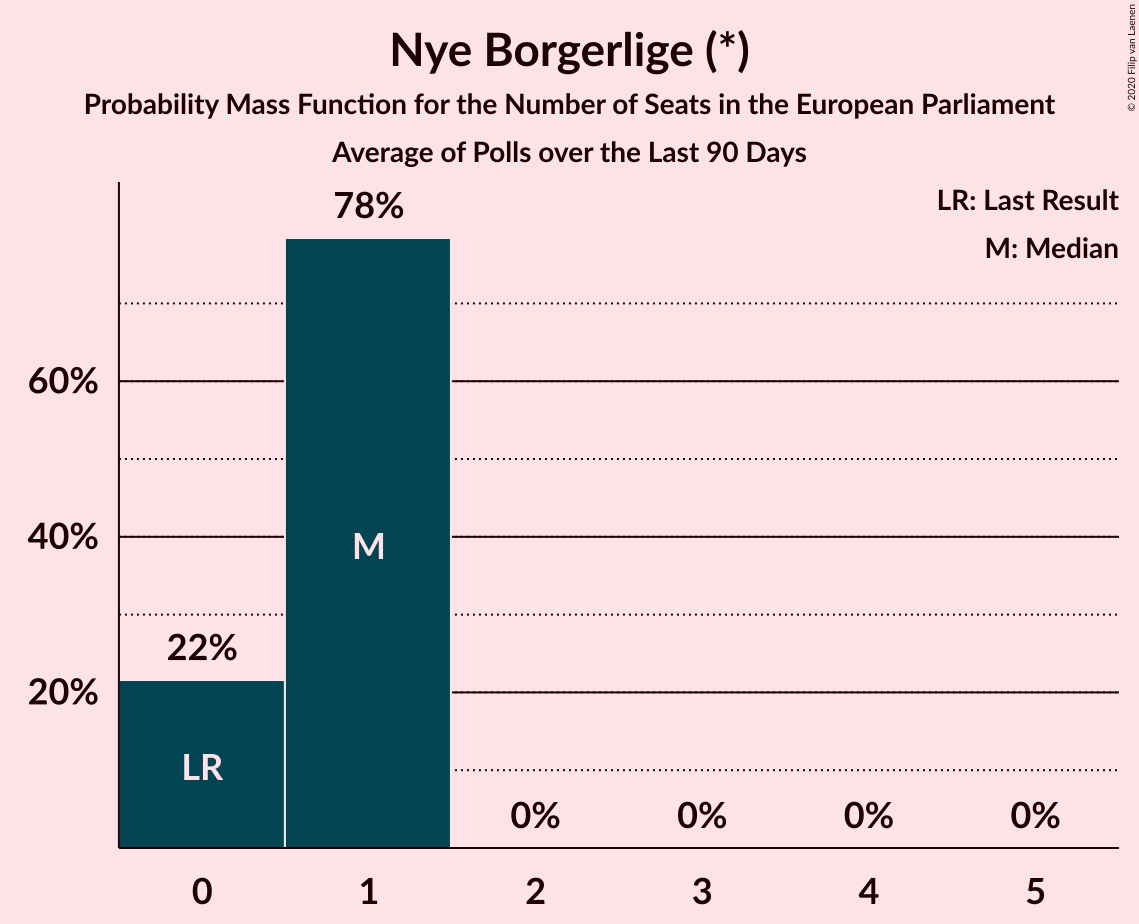 Nye Borgerlige (*)
Probability Mass Function for the Number of Seats in the European Parliament
Average of Polls over the Last 90 Days
© 2020 Filip van Laenen
LR: Last Result
M: Median
78%
60%
40%
M
22%
20%
LR
0% 0% 0% 0%
0 1 2 3 4 5